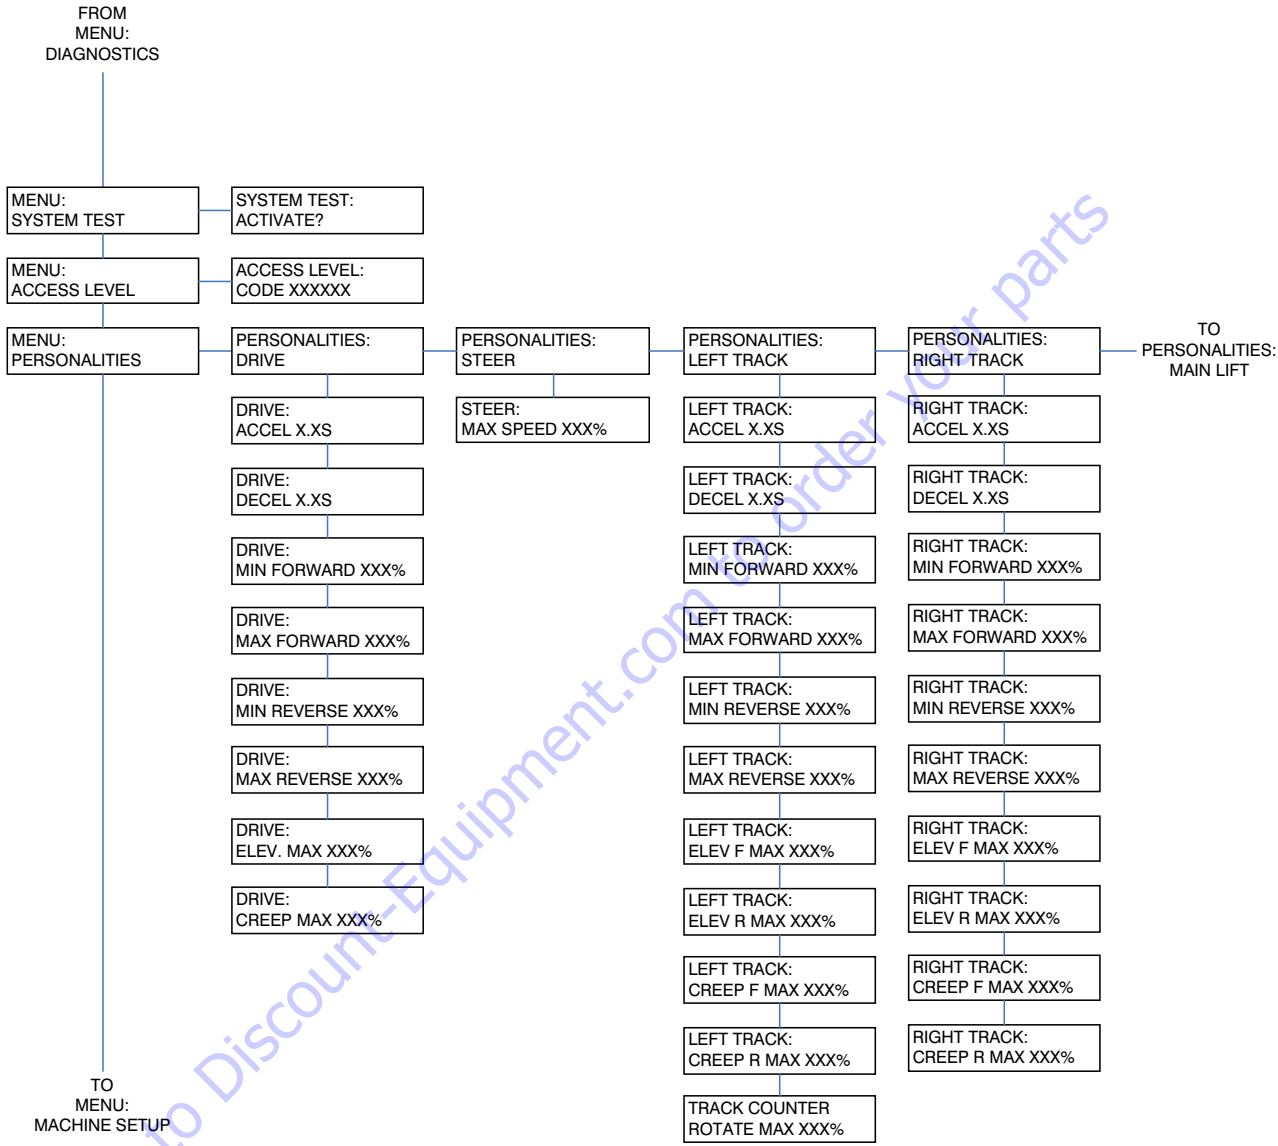 FROM
MENU:
DIAGNOSTICS
MENU:
SYSTEM TEST
SYSTEM TEST:
ACTIVATE?
MENU:
ACCESS LEVEL
ACCESS LEVEL:
CODE XXXXXX
MENU:
PERSONALITIES
PERSONALITIES:
DRIVE
PERSONALITIES:
STEER
PERSONALITIES:
LEFT TRACK
PERSONALITIES:
RIGHT TRACK
TO
PERSONALITIES:
MAIN LIFT
DRIVE:
ACCEL X.XS
DRIVE:
DECEL X.XS
DRIVE:
MIN FORWARD XXX%
DRIVE:
MAX FORWARD XXX%
DRIVE:
MIN REVERSE XXX%
DRIVE:
MAX REVERSE XXX%
DRIVE:
ELEV. MAX XXX%
DRIVE:
CREEP MAX XXX%
STEER:
MAX SPEED XXX%
LEFT TRACK:
ACCEL X.XS
LEFT TRACK:
DECEL X.XS
LEFT TRACK:
MIN FORWARD XXX%
LEFT TRACK:
MAX FORWARD XXX%
LEFT TRACK:
MIN REVERSE XXX%
LEFT TRACK:
MAX REVERSE XXX%
LEFT TRACK:
ELEV F MAX XXX%
LEFT TRACK:
ELEV R MAX XXX%
LEFT TRACK:
CREEP F MAX XXX%
LEFT TRACK:
CREEP R MAX XXX%
TRACK COUNTER
ROTATE MAX XXX%
RIGHT TRACK:
ACCEL X.XS
RIGHT TRACK:
DECEL X.XS
RIGHT TRACK:
MIN FORWARD XXX%
RIGHT TRACK:
MAX FORWARD XXX%
RIGHT TRACK:
MIN REVERSE XXX%
RIGHT TRACK:
MAX REVERSE XXX%
RIGHT TRACK:
ELEV F MAX XXX%
RIGHT TRACK:
ELEV R MAX XXX%
RIGHT TRACK:
CREEP F MAX XXX%
RIGHT TRACK:
CREEP R MAX XXX%
TO
MENU:
MACHINE SETUP
to Discount-Equipment.com to order your parts